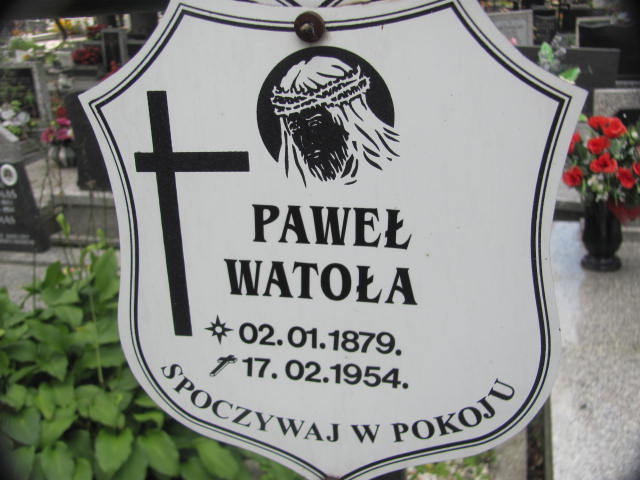 PAWEŁ
WATOŁA
02.01.1879.
17.02.1954.
SPOCZYWAJ W POKOJU